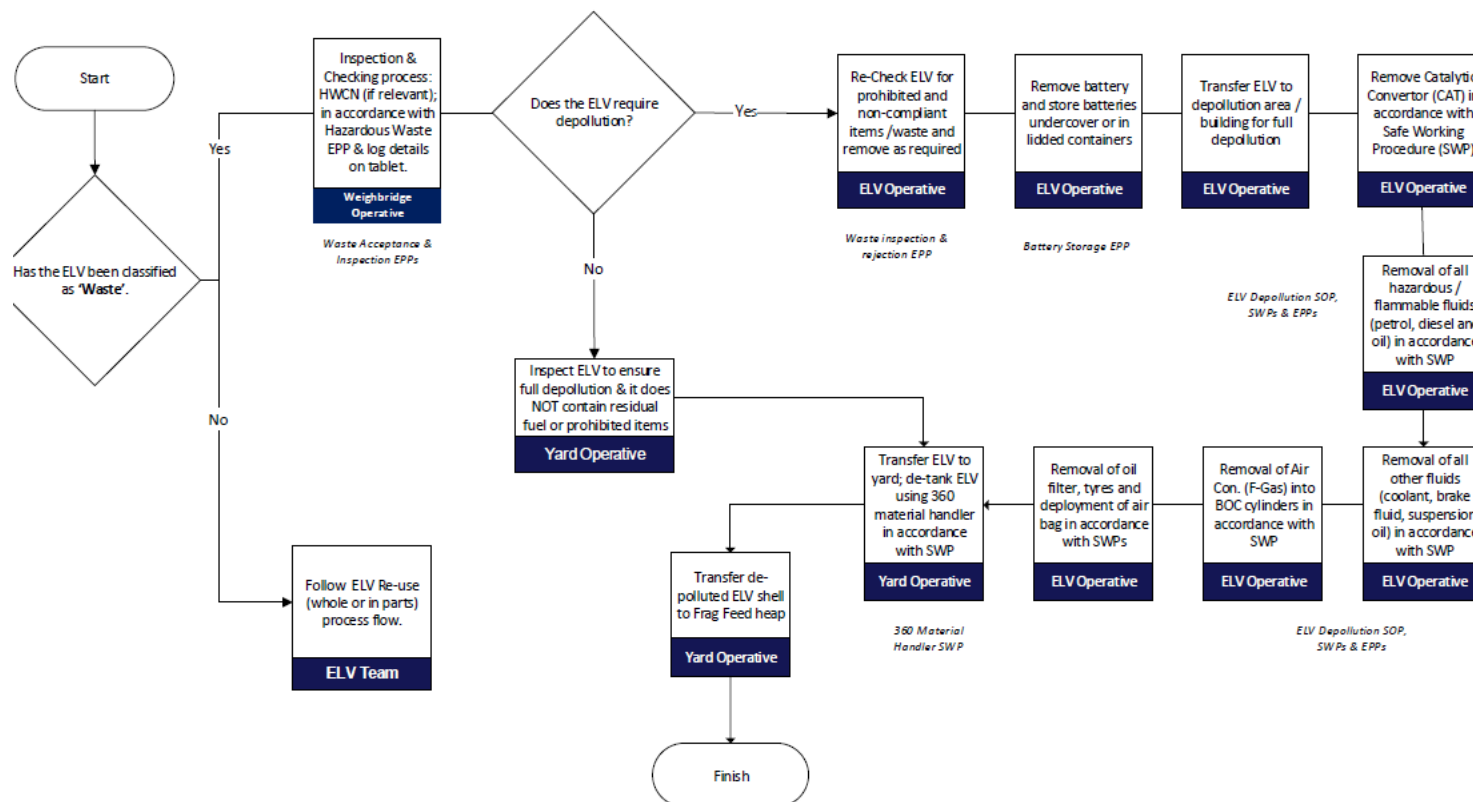 Start
Has the ELV been classified
as ‘Waste’.
Yes
No
Inspection &
Checking process:
HWCN (if relevant);
in accordance with
Hazardous Waste
EPP & log details
on tablet.
Weighbridge
Operative
Waste Acceptance &
Inspection EPPs
Does the ELV require
depollution?
Yes
No
Re-Check ELV for
prohibited and
non-compliant
items /waste and
remove as required
ELV Operative
Waste inspection &
rejection EPP
Remove battery
and store batteries
undercover or in
lidded containers
ELV Operative
Battery Storage EPP
Transfer ELV to
depollution area /
building for full
depollution
ELV Operative
Remove Catalytic
Convertor (CAT) in
accordance with
Safe Working
Procedure (SWP)
ELV Operative
ELV Depollution SOP,
SWPs & EPPs
Removal of all
hazardous /
flammable fluids
(petrol, diesel and
oil) in accordance
with SWP
ELV Operative
Removal of all
other fluids
(coolant, brake
fluid, suspension
oil) in accordance
with SWP
ELV Operative
Removal of Air
Con. (F-Gas) into
BOC cylinders in
accordance with
SWP
ELV Operative
ELV Depollution SOP,
SWPs & EPPs
Removal of oil
filter, tyres and
deployment of air
bag in accordance
with SWPs
ELV Operative
Inspect ELV to ensure
full depollution & it does
NOT contain residual
fuel or prohibited items
Yard Operative
Transfer ELV to
yard; de-tank ELV
using 360
material handler
in accordance
with SWP
Yard Operative
360 Material
Handler SWP
Transfer de-
polluted ELV shell
to Frag Feed heap
Yard Operative
Finish
Follow ELV Re-use
(whole or in parts)
process flow.
ELV Team